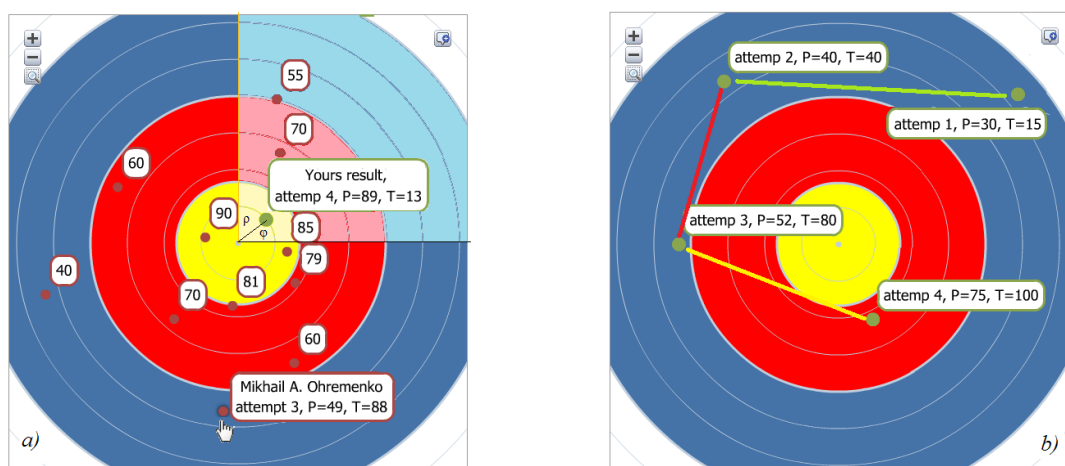 55
70
60
Yours result,
attemp 4, P=89, T=13
90
ρ
φ
85
79
40
81
70
60
Mikhail A. Ohremenko
attempt 3, P=49, T=88
a)
attemp 2, P=40, T=40
attemp 1, P=30, T=15
attemp 3, P=52, T=80
attemp 4, P=75, T=100
b)